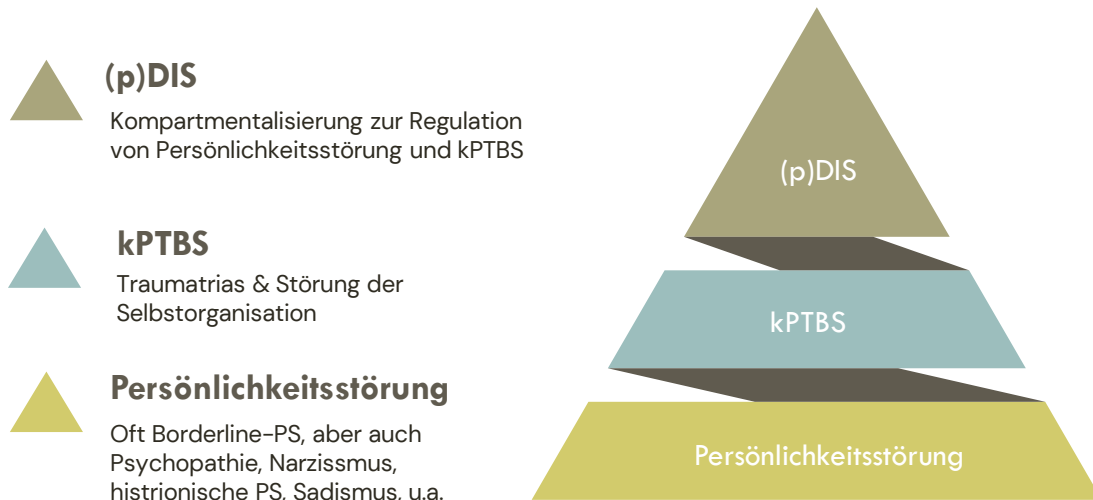 (p)DIS
Kompartmentalisierung zur Regulation
von Persönlichkeitsstörung und kPTBS
kPTBS
Traumatrias & Störung der
Selbstorganisation
Persönlichkeitsstörung
Oft Borderline-PS, aber auch
Psychopathie, Narzissmus,
histrionische PS, Sadismus, u.a.
(p)DIS
kPTBS
Persönlichkeitsstörung